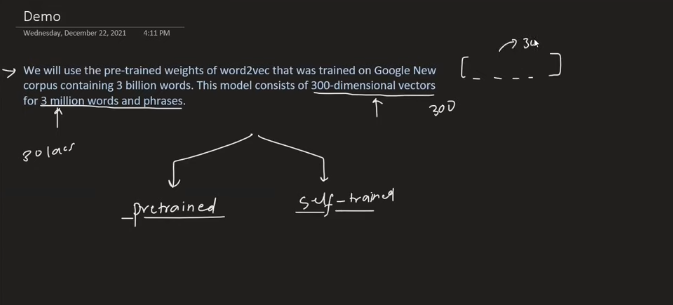 Demo
Wednesday, December 22, 2021 4:11 PM
We will use the pre-trained weights of word2vec that was trained on Google New
corpus containing 3 billion words. This model consists of 300-dimensional vectors
for 3 million words and phrases.
300
30 lacs
pretrained
self-trained